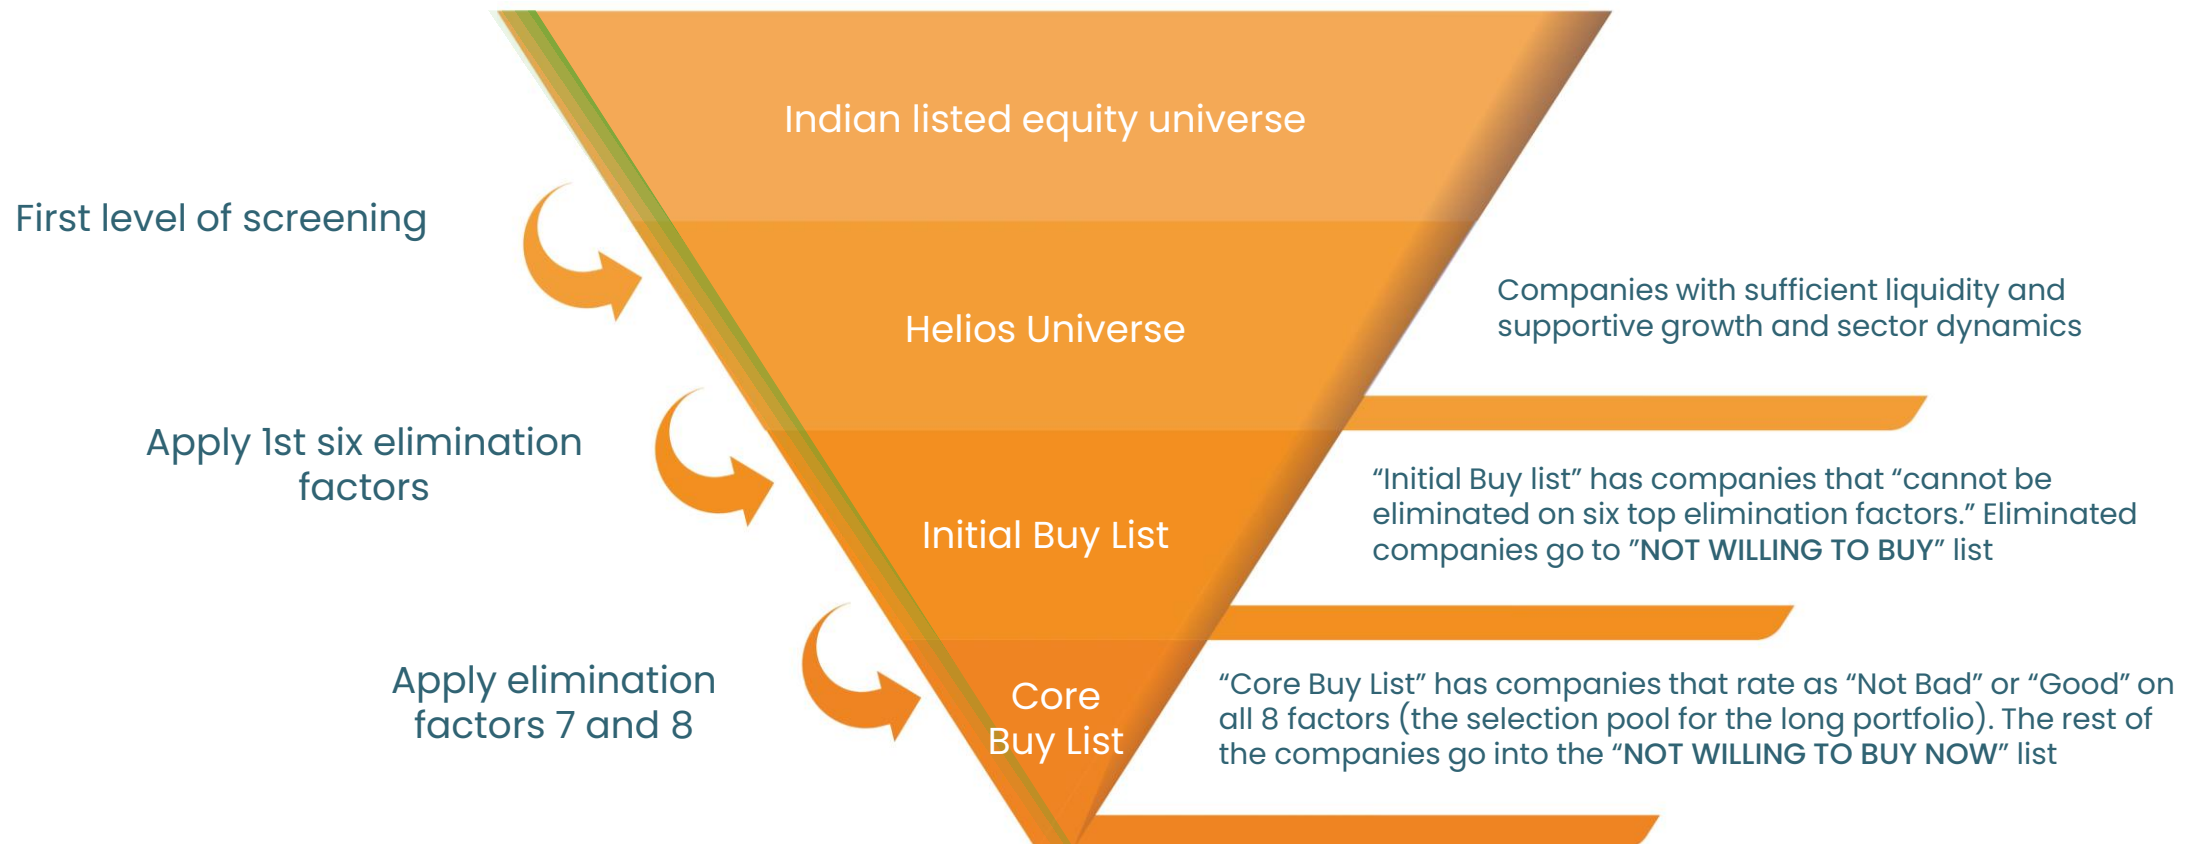 Indian listed equity universe
First level of screening
Helios Universe
Companies with sufficient liquidity and
supportive growth and sector dynamics
Apply 1st six elimination
factors
Initial Buy List
“Initial Buy list” has companies that “cannot be
eliminated on six top elimination factors.” Eliminated
companies go to ”NOT WILLING TO BUY” list
Apply elimination
factors 7 and 8
Core
Buy List
“Core Buy List” has companies that rate as “Not Bad” or “Good” on
all 8 factors (the selection pool for the long portfolio). The rest of
the companies go into the “NOT WILLING TO BUY NOW” list